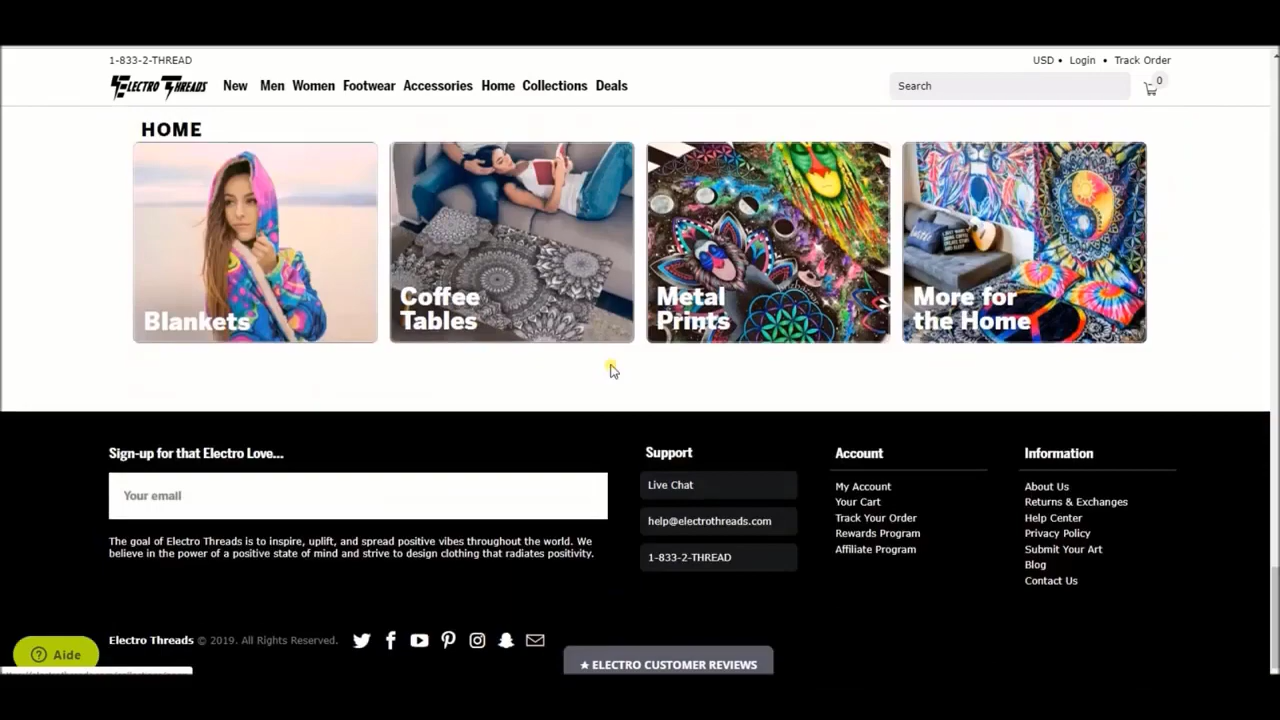 1-833-2-THREAD
USD • Login • Track Order
ELECTRO THREADS New Men Women Footwear Accessories Home Collections Deals
Search
0
HOME
Blankets
Coffee
Tables
Metal
Prints
More for
the Home
Sign-up for that Electro Love...
Your email
The goal of Electro Threads is to inspire, uplift, and spread positive vibes throughout the world. We
believe in the power of a positive state of mind and strive to design clothing that radiates positivity.
Support
Live Chat
help@electrothreads.com
1-833-2-THREAD
Account
My Account
Your Cart
Track Your Order
Rewards Program
Affiliate Program
Information
About Us
Returns & Exchanges
Help Center
Privacy Policy
Submit Your Art
Blog
Contact Us
Electro Threads © 2019. All Rights Reserved.
Aide
★ ELECTRO CUSTOMER REVIEWS